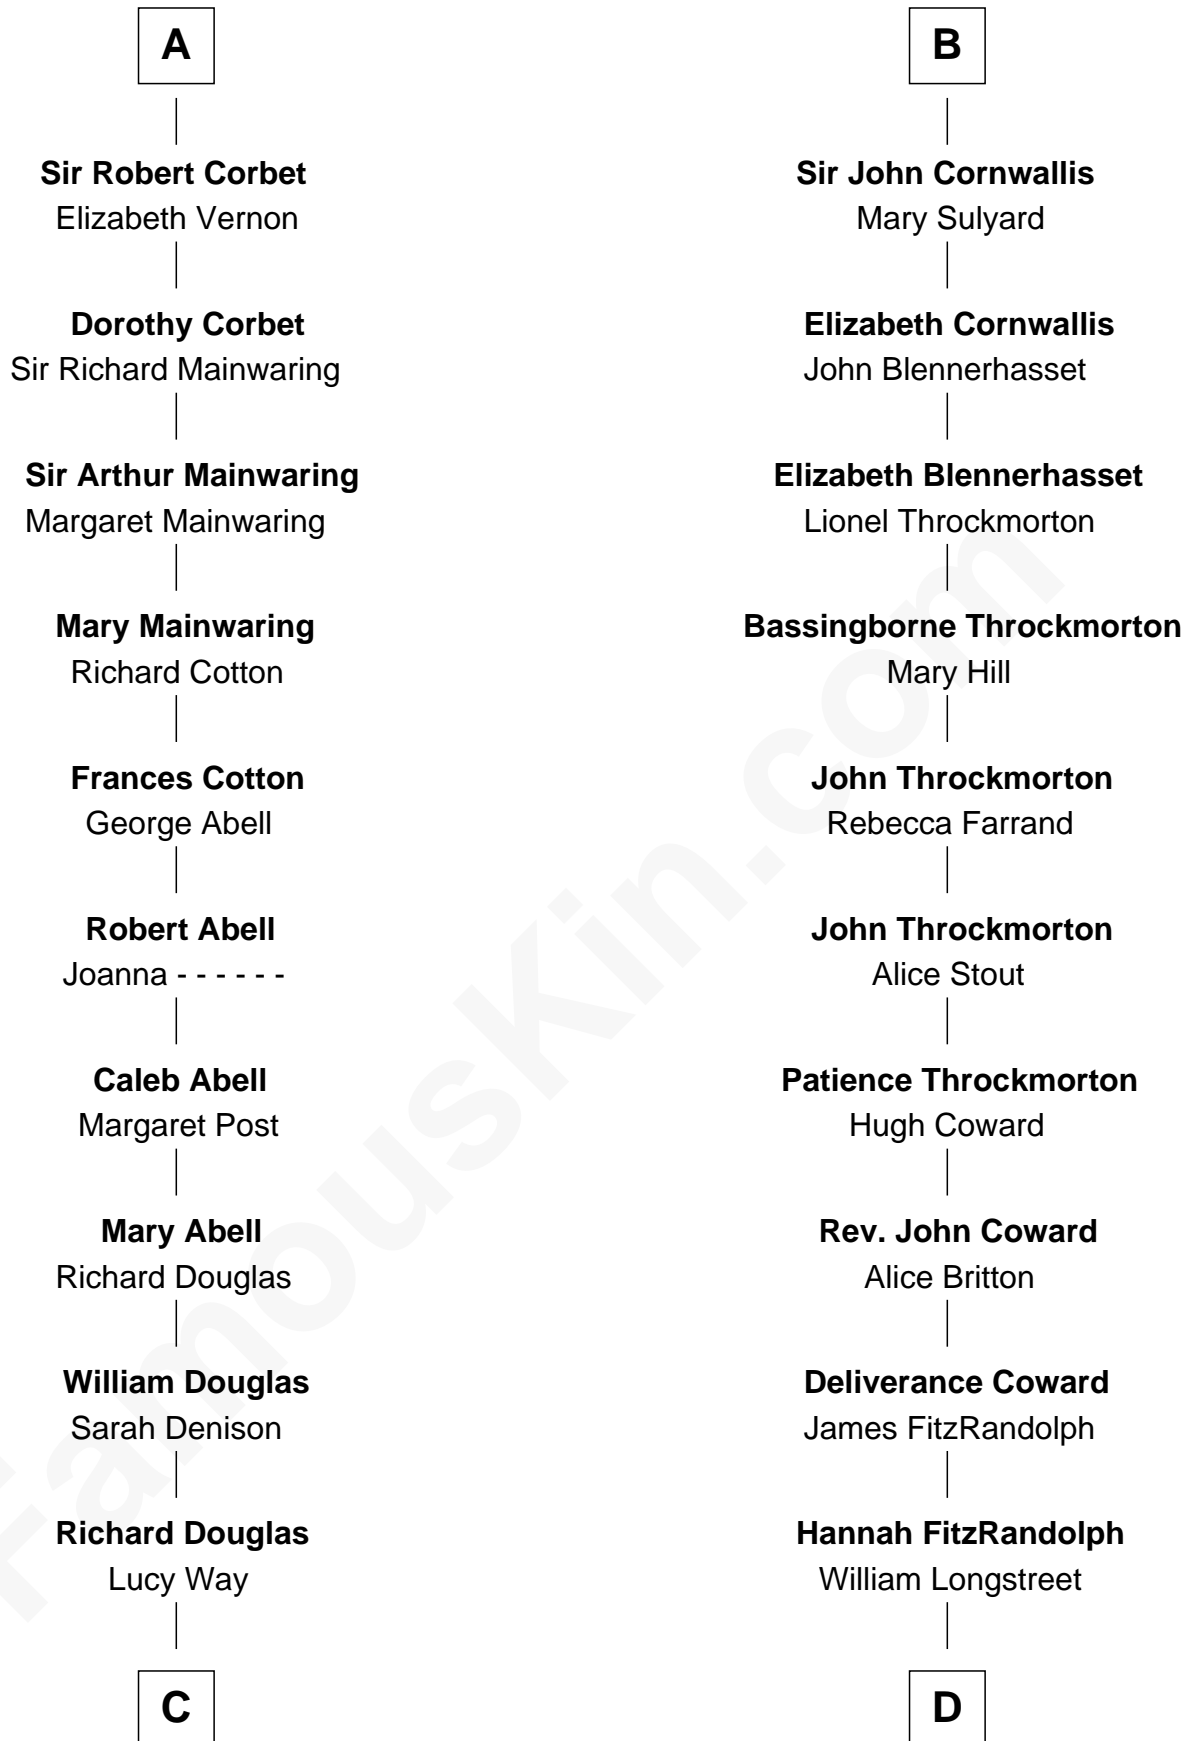 A
Sir Robert Corbet
Elizabeth Vernon
Dorothy Corbet
Sir Richard Mainwaring
Sir Arthur Mainwaring
Margaret Mainwaring
Mary Mainwaring
Richard Cotton
Frances Cotton
George Abell
Robert Abell
Joanna - - - - - -
Caleb Abell
Margaret Post
Mary Abell
Richard Douglas
William Douglas
Sarah Denison
Richard Douglas
Lucy Way
C
B
Sir John Cornwallis
Mary Sulyard
Elizabeth Cornwallis
John Blennerhasset
Elizabeth Blennerhasset
Lionel Throckmorton
Bassingborne Throckmorton
Mary Hill
John Throckmorton
Rebecca Farrand
John Throckmorton
Alice Stout
Patience Throckmorton
Hugh Coward
Rev. John Coward
Alice Britton
Deliverance Coward
James FitzRandolph
Hannah FitzRandolph
William Longstreet
D
FamousKin.com